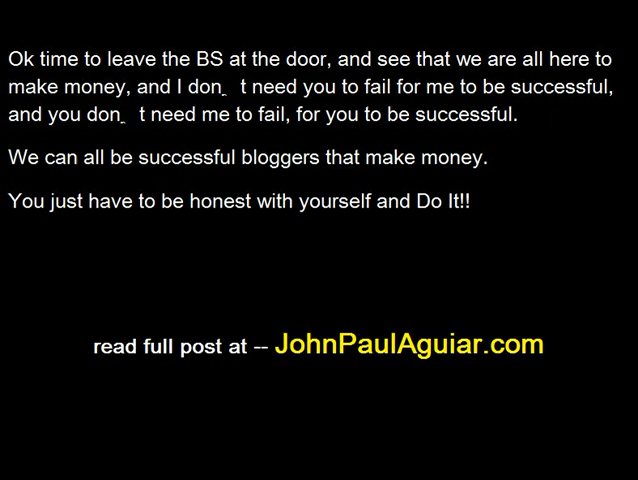 Ok time to leave the BS at the door, and see that we are all here to
make money, and I don˛ t need you to fail for me to be successful,
and you don˛ t need me to fail, for you to be successful.
We can all be successful bloggers that make money.
You just have to be honest with yourself and Do It!!
read full post at -- JohnPaulAguiar.com